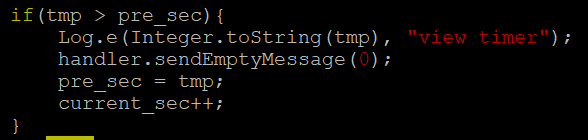 if(tmp > pre_sec){
    Log.e(Integer.toString(tmp), "view timer");
    handler.sendEmptyMessage(0);
    pre_sec = tmp;
    current_sec++;
}